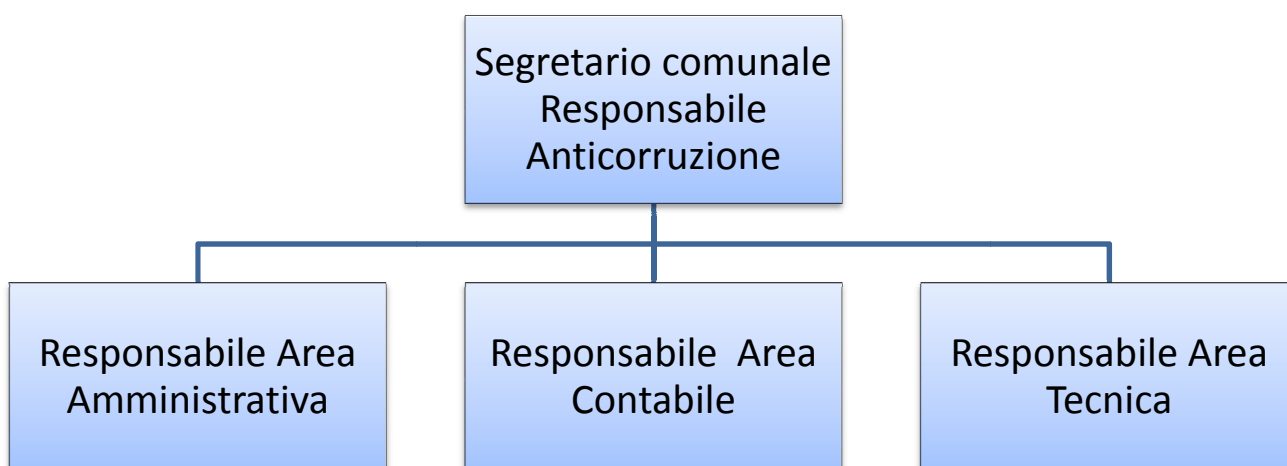 Segretario comunale
Responsabile
Anticorruzione
Responsabile Area
Amministrativa
Responsabile  Area
Contabile
Responsabile Area
Tecnica